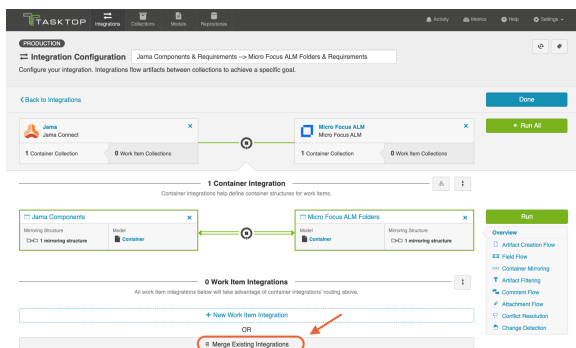 TASKTOP
Integrations
Collections
Models
Repositories
Activity
Metrics
Help
Settings
PRODUCTION
Integration Configuration
Jama Components & Requirements --> Micro Focus ALM Folders & Requirements
Configure your integration. Integrations flow artifacts between collections to achieve a specific goal.
Back to Integrations
Done
Jama
Jama Connect
Micro Focus ALM
Micro Focus ALM
Run All
1 Container Collection
0 Work Item Collections
1 Container Collection
0 Work Item Collections
1 Container Integration
Container integrations help define container structures for work items.
Jama Components
Micro Focus ALM Folders
Run
Mirroring Structure
Model
Model
Mirroring Structure
1 mirroring structure
Container
Container
1 mirroring structure
Overview
Artifact Creation Flow
Field Flow
Container Mirroring
Artifact Filtering
Comment Flow
Attachment Flow
Conflict Resolution
Change Detection
0 Work Item Integrations
All work item integrations below will take advantage of container integrations' routing above.
+ New Work Item Integration
OR
Merge Existing Integrations